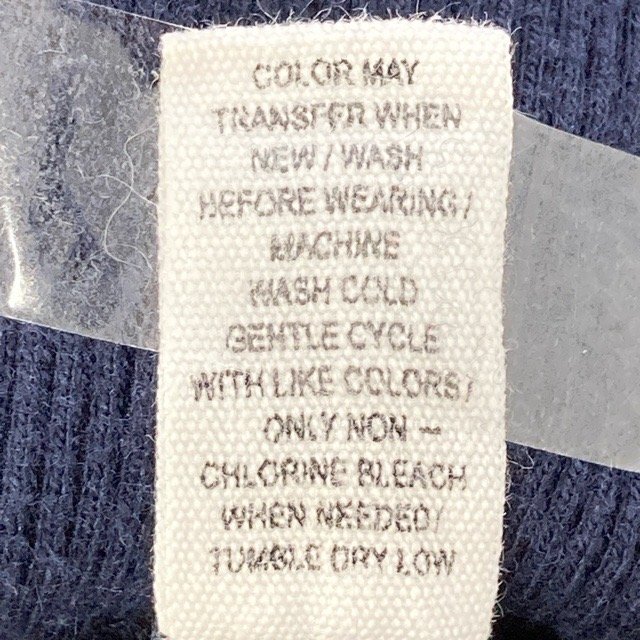 COLOR MAY
TRANSFER WHEN
NEW / WASH
BEFORE WEARING /
MACHINE
WASH COLD
GENTLE CYCLE
WITH LIKE COLORS /
ONLY NON –
CHLORINE BLEACH
WHEN NEEDED /
TUMBLE DRY LOW